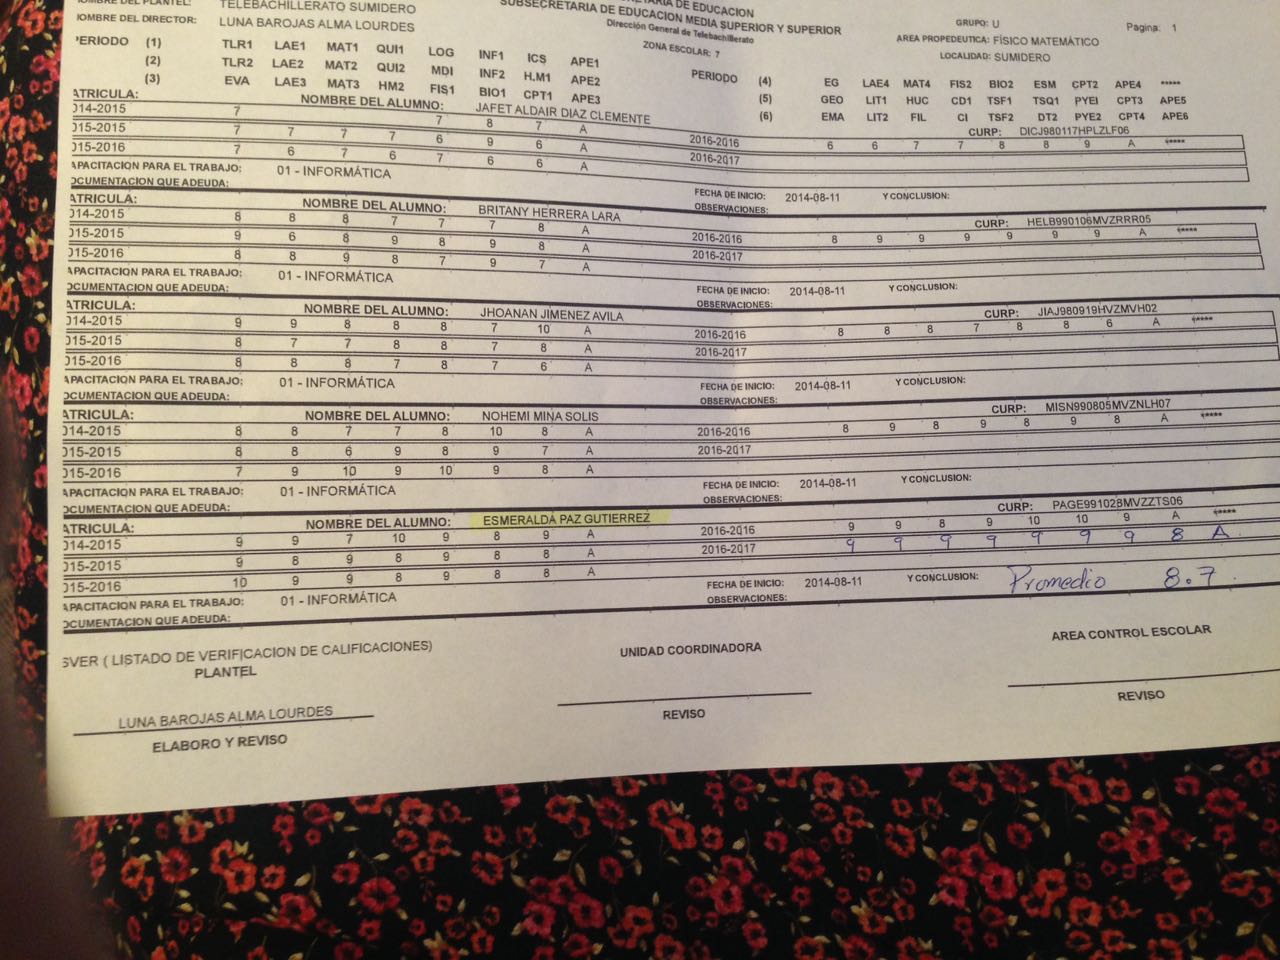 TELEBACHILLERATO SUMIDERO
SUBSECRETARIA DE EDUCACION MEDIA SUPERIOR Y SUPERIOR
OMBRE DEL DIRECTOR: LUNA BAROJAS ALMA LOURDES
Dirección General de Telebachillerato
ZONA ESCOLAR: 7
GRUPO: U
Pagina: 1
AREA PROPEDEUTICA: FÍSICO MATEMÁTICO
LOCALIDAD: SUMIDERO
PERIODO (1) TLR1 LAE1 MAT1 QUI1 LOG INF1 ICS APE1
(2) TLR2 LAE2 MAT2 QUI2 MDI INF2 H.M1 APE2
(3) EVA LAE3 MAT3 HM2 FIS1 BIO1 CPT1 APE3
PERIODO (4) EG LAE4 MAT4 FIS2 BIO2 ESM CPT2 APE4 *****
(5) GEO LIT1 HUC CD1 TSF1 TSQ1 PYEI CPT3 APE5
(6) EMA LIT2 FIL CI TSF2 DT2 PYE2 CPT4 APE6
ATRICULA: NOMBRE DEL ALUMNO: JAFET ALDAIR DIAZ CLEMENTE CURP: DICJ980117HPLZLF06
014-2015 7 7 8 7 A 2016-2016 6 6 7 7 8 8 9 A *****
015-2015 7 7 7 7 6 9 6 A 2016-2017
015-2016 7 6 7 6 7 6 6 A
APACITACION PARA EL TRABAJO: 01 - INFORMÁTICA FECHA DE INICIO: 2014-08-11 Y CONCLUSION:
OCUMENTACION QUE ADEUDA: OBSERVACIONES:
ATRICULA: NOMBRE DEL ALUMNO: BRITANY HERRERA LARA CURP: HELB990106MVZRRR05
014-2015 8 8 8 7 7 7 8 A 2016-2016 8 9 9 9 9 9 9 A *****
015-2015 9 6 8 9 8 9 8 A 2016-2017
015-2016 8 8 9 8 7 9 7 A
APACITACION PARA EL TRABAJO: 01 - INFORMÁTICA FECHA DE INICIO: 2014-08-11 Y CONCLUSION:
OCUMENTACION QUE ADEUDA: OBSERVACIONES:
ATRICULA: NOMBRE DEL ALUMNO: JHOANAN JIMENEZ AVILA CURP: JIAJ980919HVZMVH02
014-2015 9 9 8 8 8 7 10 A 2016-2016 8 8 8 7 8 8 6 A *****
015-2015 8 7 7 8 8 7 8 A 2016-2017
015-2016 8 8 8 7 8 7 6 A
APACITACION PARA EL TRABAJO: 01 - INFORMÁTICA FECHA DE INICIO: 2014-08-11 Y CONCLUSION:
OCUMENTACION QUE ADEUDA: OBSERVACIONES:
ATRICULA: NOMBRE DEL ALUMNO: NOHEMI MINA SOLIS CURP: MISN990805MVZNLH07
014-2015 8 8 7 7 8 10 8 A 2016-2016 8 9 8 9 8 9 8 A *****
015-2015 8 8 6 9 8 9 7 A 2016-2017
015-2016 7 9 10 9 10 9 8 A
APACITACION PARA EL TRABAJO: 01 - INFORMÁTICA FECHA DE INICIO: 2014-08-11 Y CONCLUSION:
OCUMENTACION QUE ADEUDA: OBSERVACIONES:
ATRICULA: NOMBRE DEL ALUMNO: ESMERALDA PAZ GUTIERREZ CURP: PAGE991028MVZZTS06
014-2015 9 9 7 10 9 8 9 A 2016-2016 9 9 8 9 10 10 9 A *****
015-2015 9 8 9 8 9 8 8 A 2016-2017 9 9 9 9 9 9 9 8 A
015-2016 10 9 9 8 9 8 8 A
APACITACION PARA EL TRABAJO: 01 - INFORMÁTICA FECHA DE INICIO: 2014-08-11 Y CONCLUSION: Promedio 8.7
OCUMENTACION QUE ADEUDA: OBSERVACIONES:
SVER ( LISTADO DE VERIFICACION DE CALIFICACIONES)
PLANTEL
UNIDAD COORDINADORA
AREA CONTROL ESCOLAR
LUNA BAROJAS ALMA LOURDES
ELABORO Y REVISO
REVISO
REVISO